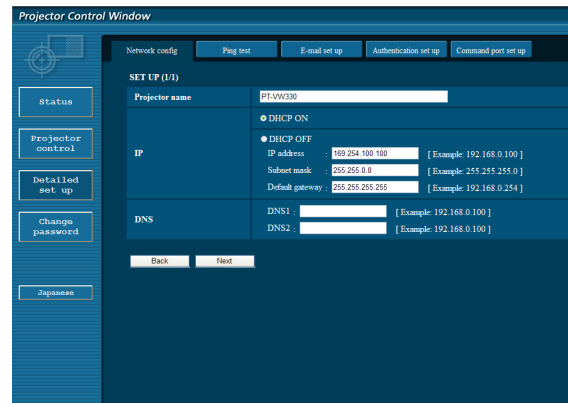 Projector Control Window
Network config Ping test E-mail set up Authentication set up Command port set up
SET UP (1/1)
Status
Projector control
Detailed set up
Change password
Japanese
Projector name PT-VW330
IP
DHCP ON
DHCP OFF
IP address : 169.254.100.100 [ Example: 192.168.0.100 ]
Subnet mask : 255.255.0.0 [ Example: 255.255.255.0 ]
Default gateway : 255.255.255.255 [ Example: 192.168.0.254 ]
DNS
DNS1 : [ Example: 192.168.0.100 ]
DNS2 : [ Example: 192.168.0.100 ]
Back Next